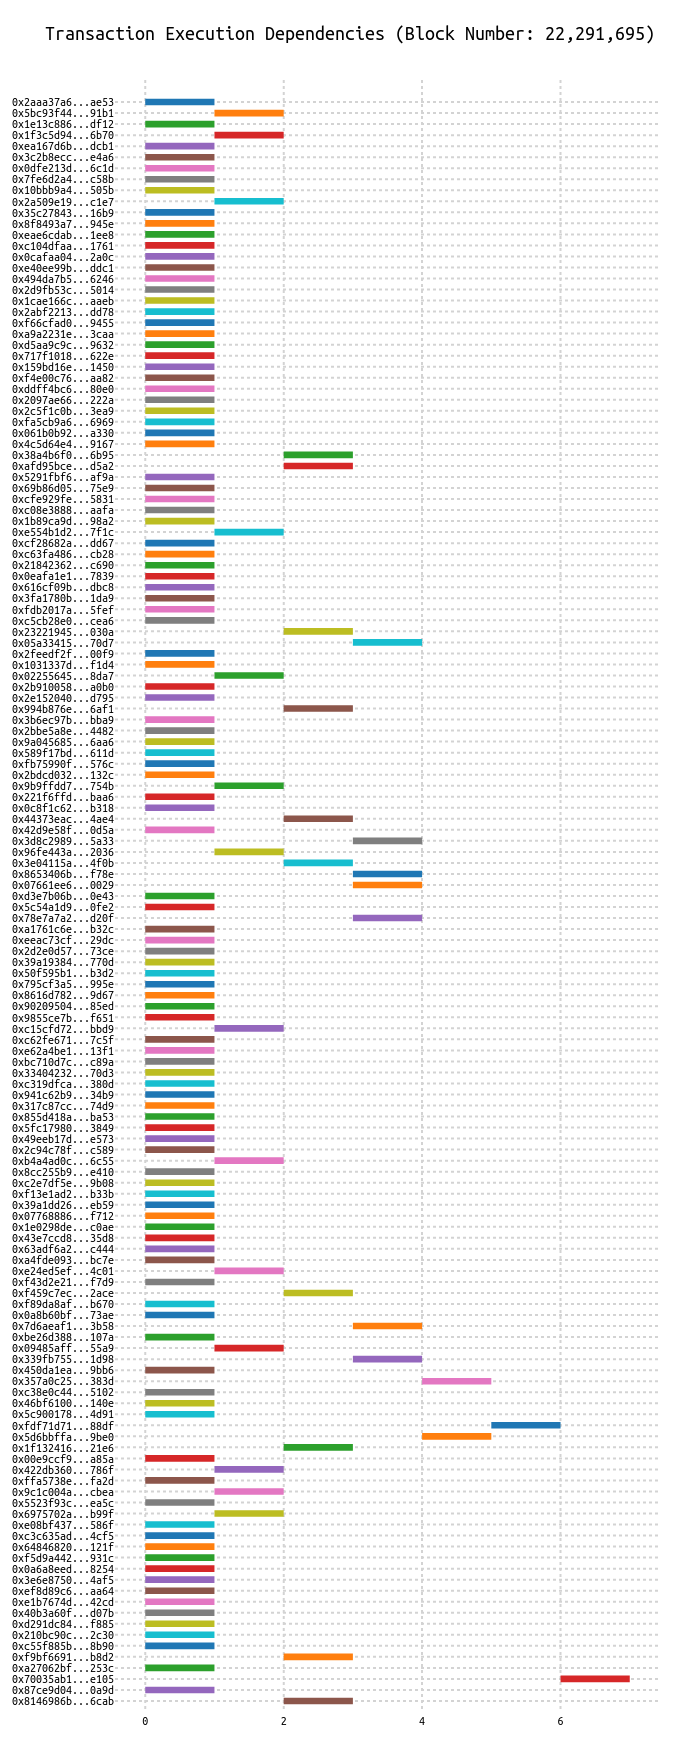 Transaction Execution Dependencies (Block Number: 22,291,695)
0x2aaa37a6...ae53
0x5bc93f44...91b1
0x1e13c886...df12
0x1f3c5d94...6b70
0xea167d6b...dcb1
0x3c2b8ecc...e4a6
0x0dfe213d...6c1d
0x7fe6d2a4...c58b
0x10bbb9a4...505b
0x2a509e19...c1e7
0x35c27843...16b9
0x8f8493a7...945e
0xeae6cdab...1ee8
0xc104dfaa...1761
0x0cafaa04...2a0c
0xe40ee99b...ddc1
0x494da7b5...6246
0x2d9fb53c...5014
0x1cae166c...aaeb
0x2abf2213...dd78
0xf66cfad0...9455
0xa9a2231e...3caa
0xd5aa9c9c...9632
0x717f1018...622e
0x159bd16e...1450
0xf4e00c76...aa82
0xddff4bc6...80e0
0x2097ae66...222a
0x2c5f1c0b...3ea9
0xfa5cb9a6...6969
0x061b0b92...a330
0x4c5d64e4...9167
0x38a4b6f0...6b95
0xafd95bce...d5a2
0x5291fbf6...af9a
0x69b86d05...75e9
0xcfe929fe...5831
0xc08e3888...aafa
0x1b89ca9d...98a2
0xe554b1d2...7f1c
0xcf28682a...dd67
0xc63fa486...cb28
0x21842362...c690
0x0eafa1e1...7839
0x616cf09b...dbc8
0x3fa1780b...1da9
0xfdb2017a...5fef
0xc5cb28e0...cea6
0x23221945...030a
0x05a33415...70d7
0x2feedf2f...00f9
0x1031337d...f1d4
0x02255645...8da7
0x2b910058...a0b0
0x2e152040...d795
0x994b876e...6af1
0x3b6ec97b...bba9
0x2bbe5a8e...4482
0x9a045685...6aa6
0x589f17bd...611d
0xfb75990f...576c
0x2bdcd032...132c
0x9b9ffdd7...754b
0x221f6ffd...baa6
0x0c8f1c62...b318
0x44373eac...4ae4
0x42d9e58f...0d5a
0x3d8c2989...5a33
0x96fe443a...2036
0x3e04115a...4f0b
0x8653406b...f78e
0x07661ee6...0029
0xd3e7b06b...0e43
0x5c54a1d9...0fe2
0x78e7a7a2...d20f
0xa1761c6e...b32c
0xeeac73cf...29dc
0x2d2e0d57...73ce
0x39a19384...770d
0x50f595b1...b3d2
0x795cf3a5...995e
0x8616d782...9d67
0x90209504...85ed
0x9855ce7b...f651
0xc15cfd72...bbd9
0xc62fe671...7c5f
0xe62a4be1...13f1
0xbc710d7c...c89a
0x33404232...70d3
0xc319dfca...380d
0x941c62b9...34b9
0x317c87cc...74d9
0x855d418a...ba53
0x5fc17980...3849
0x49eeb17d...e573
0x2c94c78f...c589
0xb4a4ad0c...6c55
0x8cc255b9...e410
0xc2e7df5e...9b08
0xf13e1ad2...b33b
0x39a1dd26...eb59
0x07768886...f712
0x1e0298de...c0ae
0x43e7ccd8...35d8
0x63adf6a2...c444
0xa4fde093...bc7e
0xe24ed5ef...4c01
0xf43d2e21...f7d9
0xf459c7ec...2ace
0xf89da8af...b670
0x0a8b60bf...73ae
0x7d6aeaf1...3b58
0xbe26d388...107a
0x09485aff...55a9
0x339fb755...1d98
0x450da1ea...9bb6
0x357a0c25...383d
0xc38e0c44...5102
0x46bf6100...140e
0x5c900178...4d91
0xfdf71d71...88df
0x5d6bbffa...9be0
0x1f132416...21e6
0x00e9ccf9...a85a
0x422db360...786f
0xffa5738e...fa2d
0x9c1c004a...cbea
0x5523f93c...ea5c
0x6975702a...b99f
0xe08bf437...586f
0xc3c635ad...4cf5
0x64846820...121f
0xf5d9a442...931c
0x0a6a8eed...8254
0x3e6e8750...4af5
0xef8d89c6...aa64
0xe1b7674d...42cd
0x40b3a60f...d07b
0xd291dc84...f885
0x210bc90c...2c30
0xc55f885b...8b90
0xf9bf6691...b8d2
0xa27062bf...253c
0x70035ab1...e105
0x87ce9d04...0a9d
0x8146986b...6cab
0 2 4 6